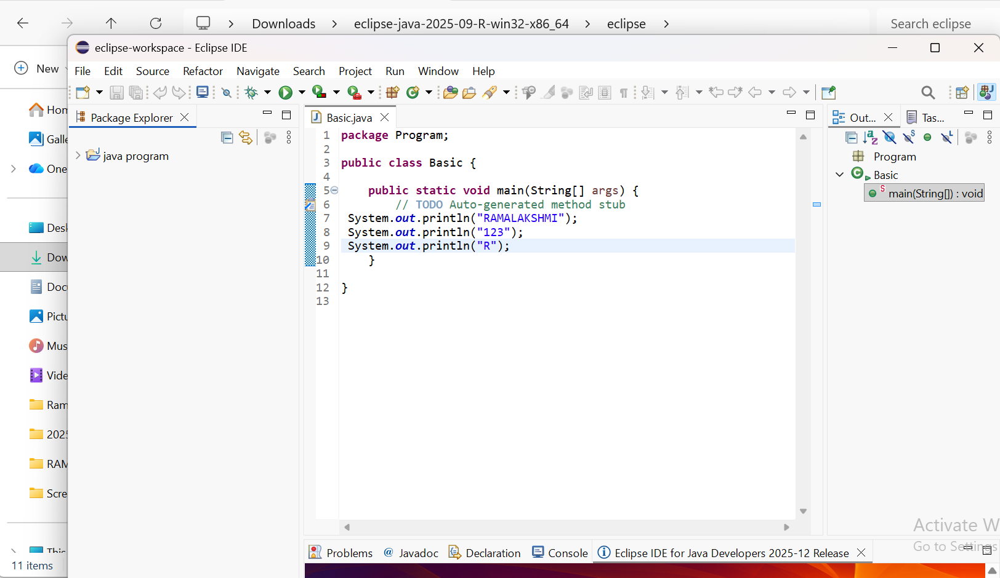 Downloads > eclipse-java-2025-09-R-win32-x86_64 > eclipse >
Search eclipse
eclipse-workspace - Eclipse IDE
New
File Edit Source Refactor Navigate Search Project Run Window Help
Hom
Galle
One
Desk
Dow
Docu
Pictu
Mus
Vide
Ram
2025
RAM
Scre
This
11 items
Package Explorer
java program
Basic.java
1 package Program;
2
3 public class Basic {
4
5 public static void main(String[] args) {
6 // TODO Auto-generated method stub
7 System.out.println("RAMALAKSHMI");
8 System.out.println("123");
9 System.out.println("R");
10 }
11
12 }
13
Out... Tas...
Program
Basic
main(String[]) : void
Activate W
Go to Settings
Problems @ Javadoc Declaration Console Eclipse IDE for Java Developers 2025-12 Release